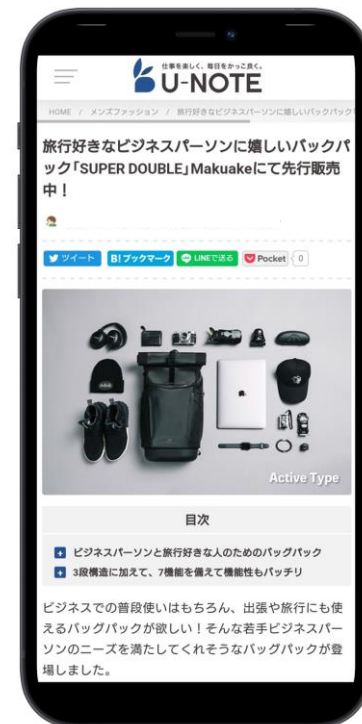 仕事を楽しく、毎日をかっこ良く。
U-NOTE
HOME / メンズファッション / 旅行好きなビジネスパーソンに嬉しいバックパック
旅行好きなビジネスパーソンに嬉しいバックパ
ック「SUPER DOUBLE」Makuakeにて先行販売
中！
ツイート B!ブックマーク LINEで送る Pocket 0
Active Type
目次
ビジネスパーソンと旅行好きな人のためのバッグパック
3段構造に加えて、7機能を備えて機能性もバッチリ
ビジネスでの普段使いはもちろん、出張や旅行にも使
えるバッグパックが欲しい！そんな若手ビジネスパー
ソンのニーズを満たしてくれそうなバッグパックが登
場しました。